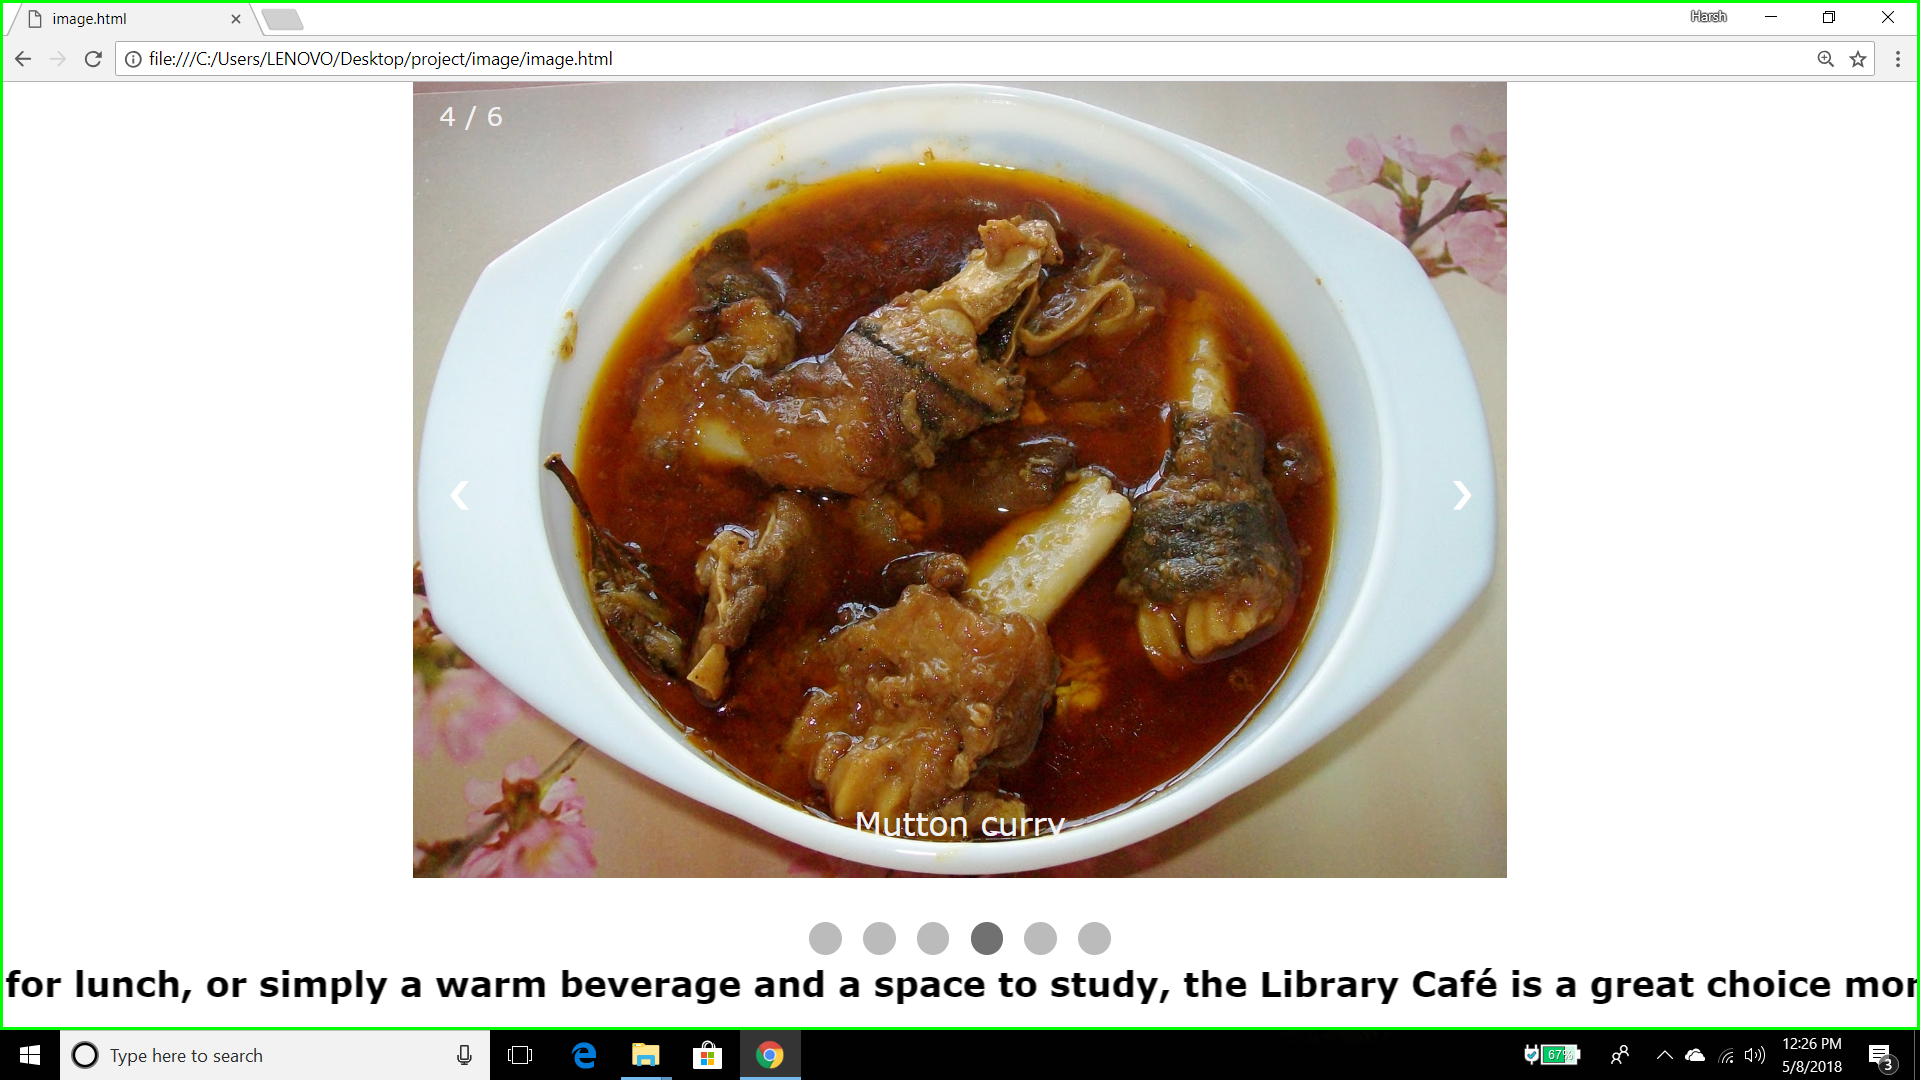 image.html
Harsh
file:///C:/Users/LENOVO/Desktop/project/image/image.html
4 / 6
Mutton curry
for lunch, or simply a warm beverage and a space to study, the Library Café is a great choice mor
Type here to search
67%
12:26 PM
5/8/2018
3